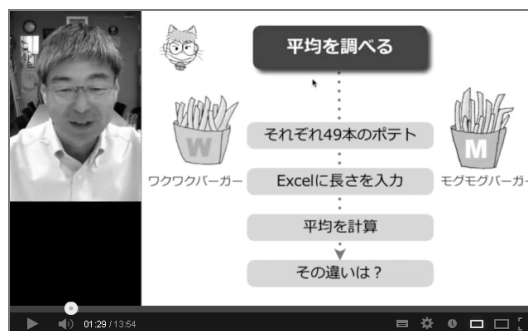 平均を調べる
W
M
それぞれ49本のポテト
ワクワクバーガー
Excelに長さを入力
モグモグバーガー
平均を計算
その違いは？
01:29 / 13:54